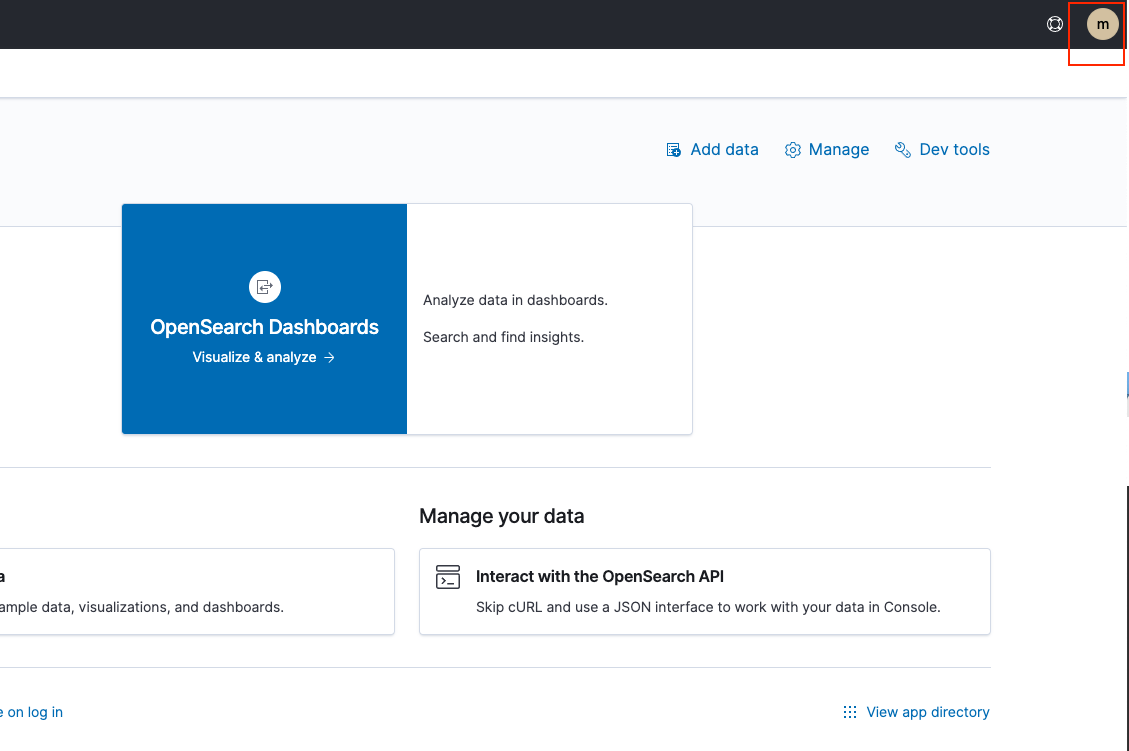 m
Add data
Manage
Dev tools
OpenSearch Dashboards
Visualize & analyze →
Analyze data in dashboards.
Search and find insights.
Manage your data
a
ample data, visualizations, and dashboards.
Interact with the OpenSearch API
Skip cURL and use a JSON interface to work with your data in Console.
e on log in
View app directory